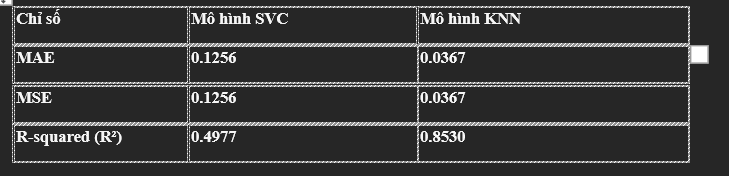 Chỉ số Mô hình SVC Mô hình KNN
MAE 0.1256 0.0367
MSE 0.1256 0.0367
R-squared (R²) 0.4977 0.8530